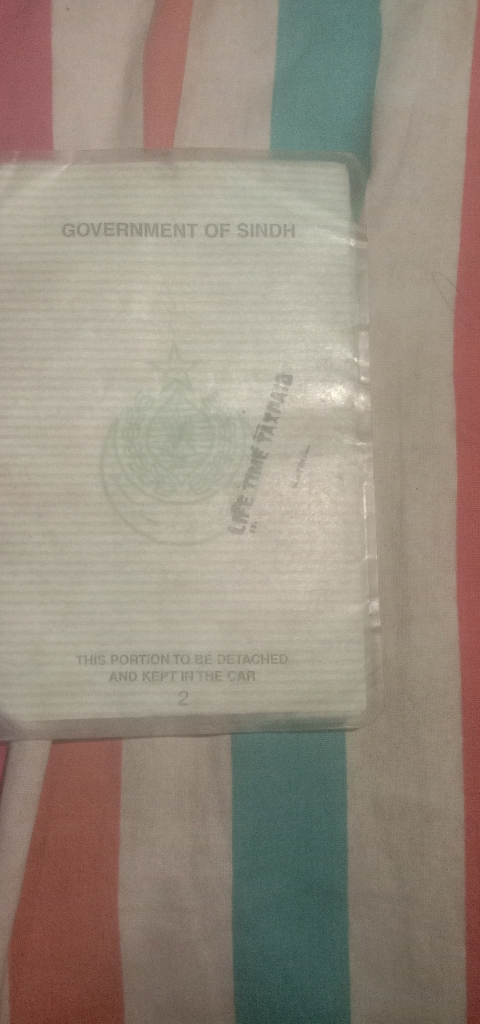 GOVERNMENT OF SINDH
LIFE TIME TAXPAID
THIS PORTION TO BE DETACHED
AND KEPT IN THE CAR
2